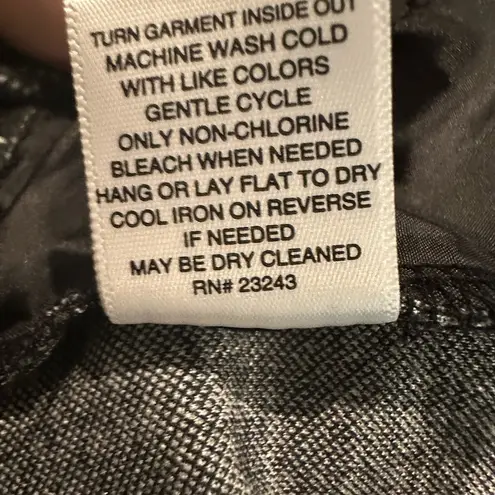 TURN GARMENT INSIDE OUT
MACHINE WASH COLD
WITH LIKE COLORS
GENTLE CYCLE
ONLY NON-CHLORINE
BLEACH WHEN NEEDED
HANG OR LAY FLAT TO DRY
COOL IRON ON REVERSE
IF NEEDED
MAY BE DRY CLEANED
RN# 23243